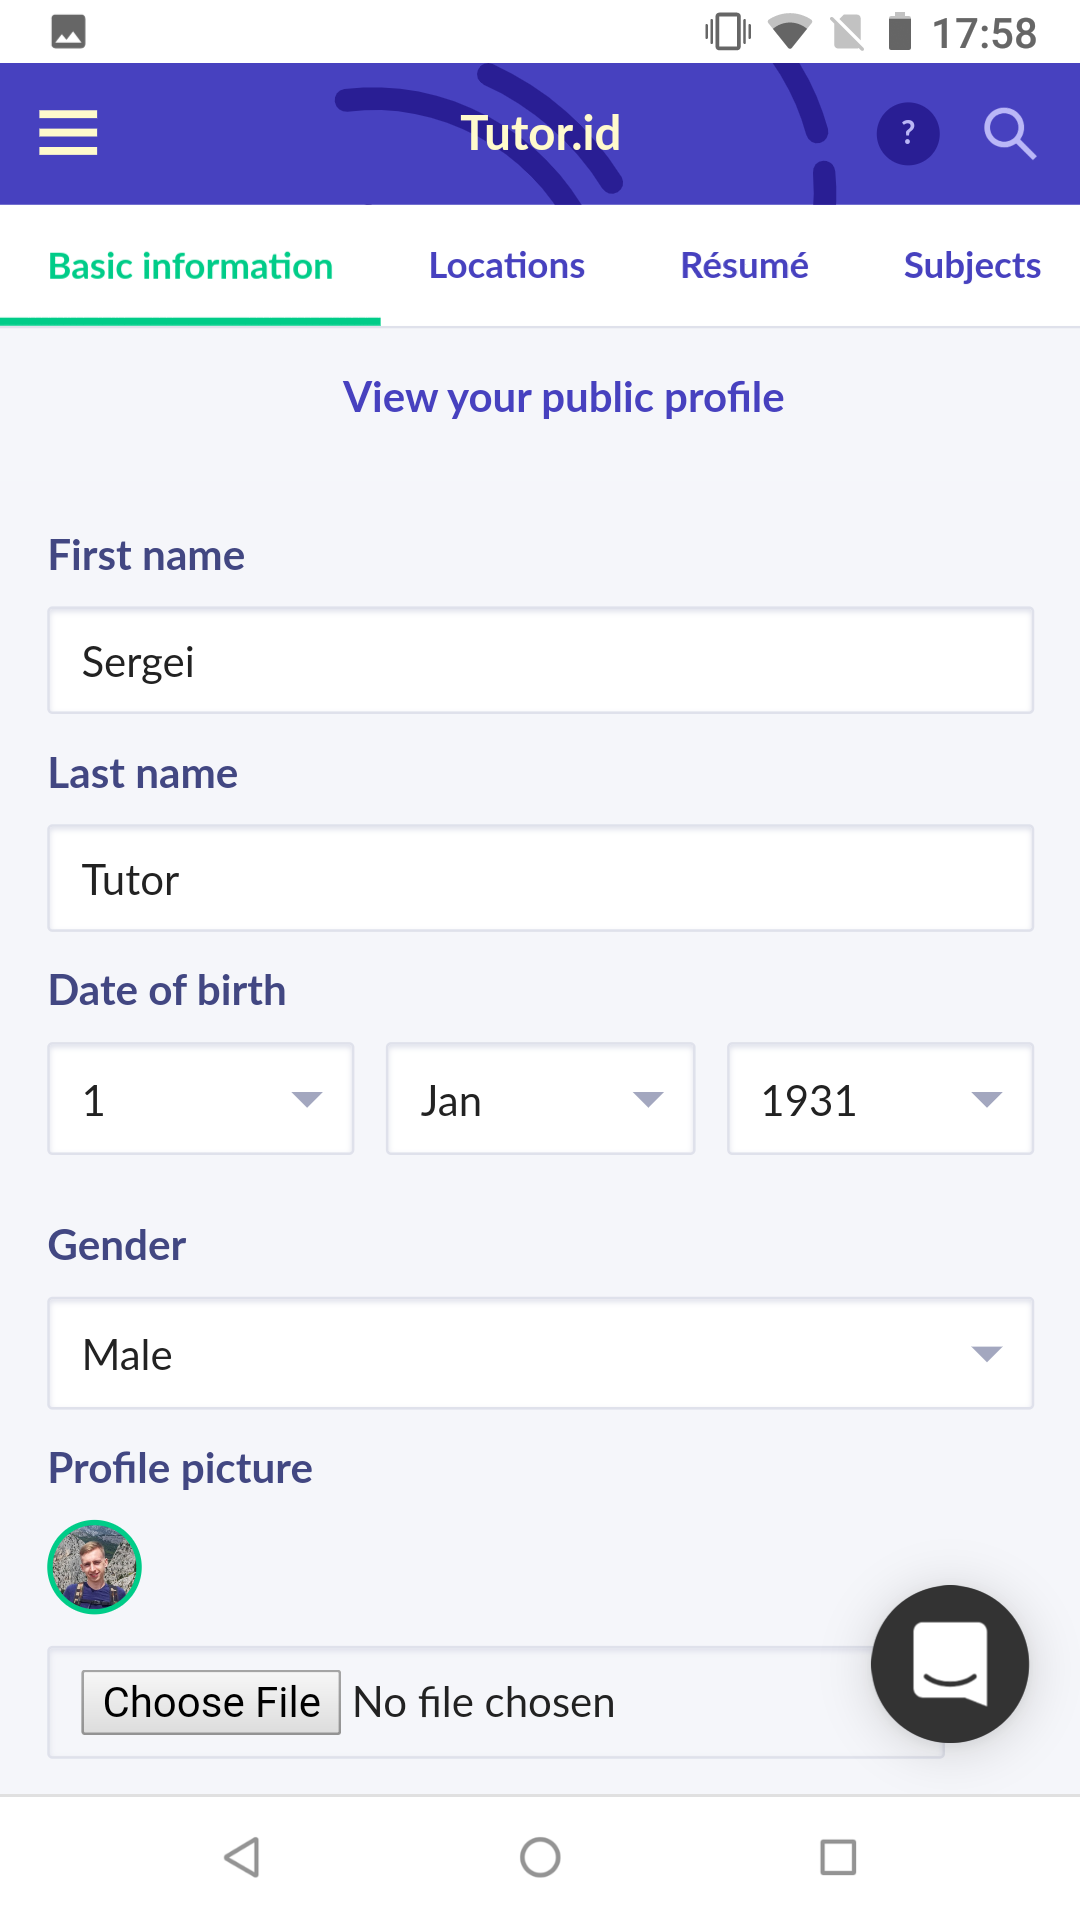 17:58
Tutor.id
?
Basic information Locations Résumé Subjects
View your public profile
First name
Sergei
Last name
Tutor
Date of birth
1 Jan 1931
Gender
Male
Profile picture
Choose File No file chosen